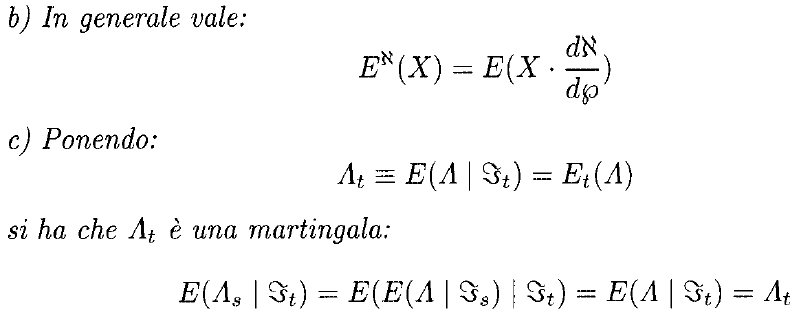 b) In generale vale:
E^ℵ(X) = E(X · dℵ/d℘)
c) Ponendo:
Λ_t ≡ E(Λ | ℑ_t) = E_t(Λ)
si ha che Λ_t è una martingala:
E(Λ_s | ℑ_t) = E(E(Λ | ℑ_s) | ℑ_t) = E(Λ | ℑ_t) = Λ_t